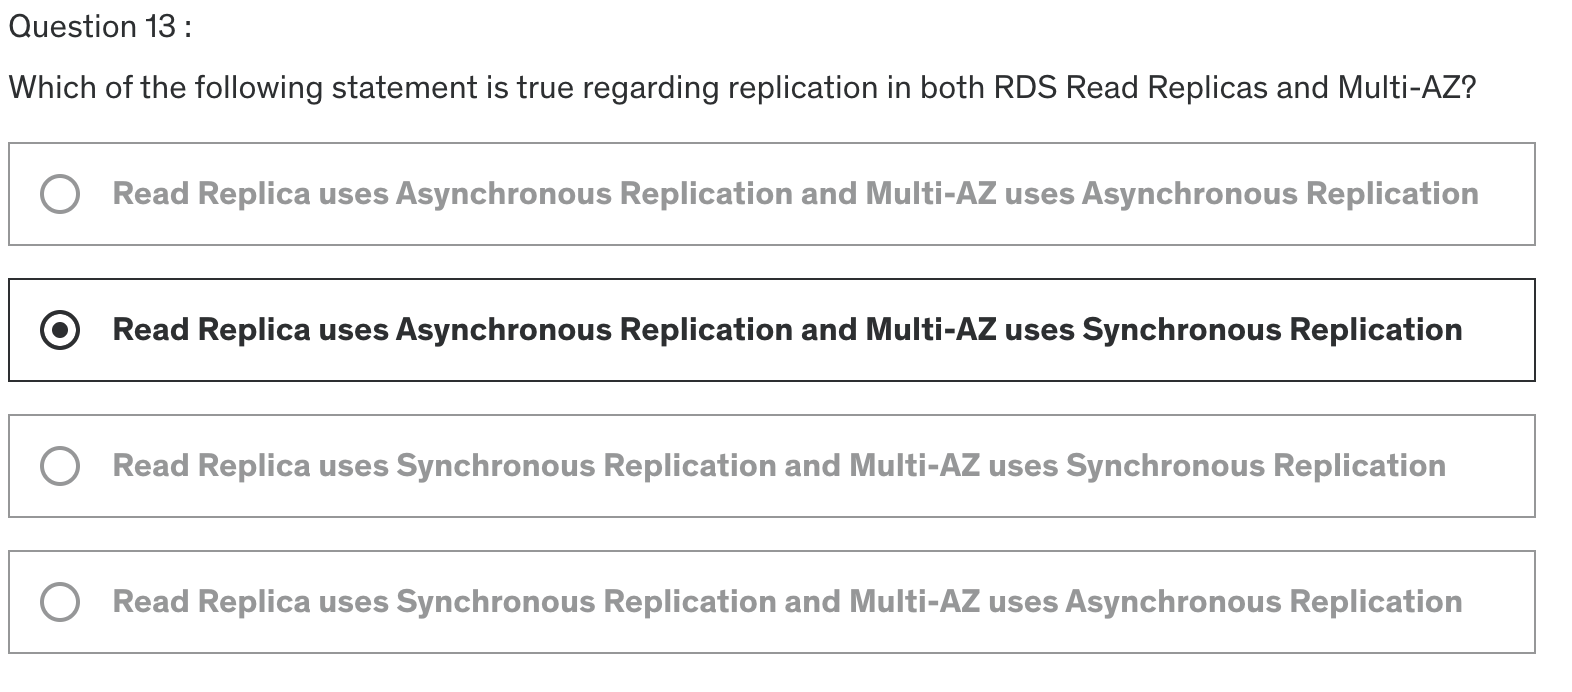 Question 13 :
Which of the following statement is true regarding replication in both RDS Read Replicas and Multi-AZ?
Read Replica uses Asynchronous Replication and Multi-AZ uses Asynchronous Replication
Read Replica uses Asynchronous Replication and Multi-AZ uses Synchronous Replication
Read Replica uses Synchronous Replication and Multi-AZ uses Synchronous Replication
Read Replica uses Synchronous Replication and Multi-AZ uses Asynchronous Replication